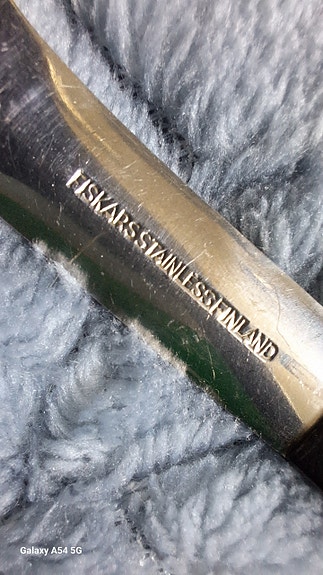 FISKARS STAINLESS FINLAND
Galaxy A54 5G